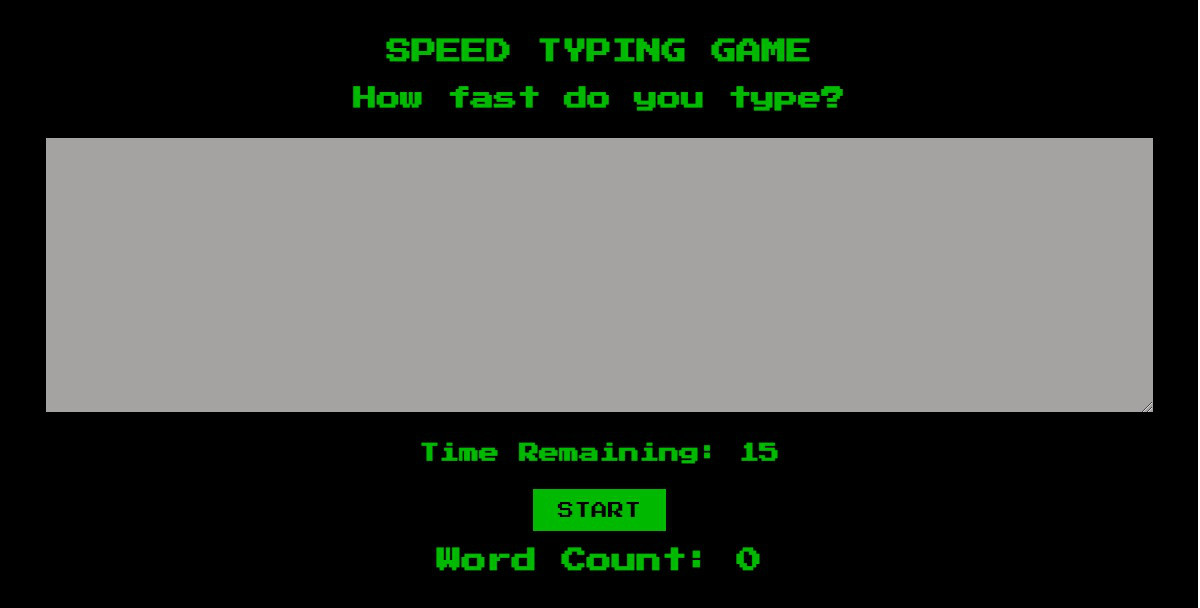 SPEED TYPING GAME
How fast do you type?
Time Remaining: 15
START
Word Count: 0